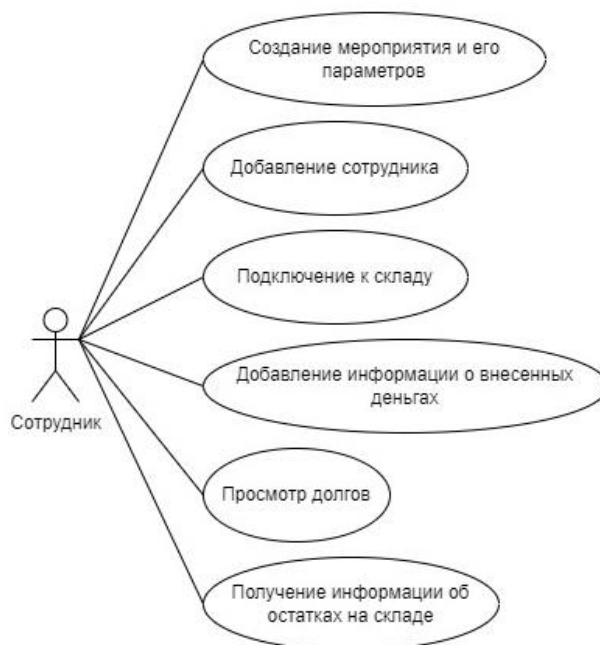 Создание мероприятия и его
параметров
Добавление сотрудника
Подключение к складу
Добавление информации о внесенных
деньгах
Сотрудник
Просмотр долгов
Получение информации об
остатках на складе